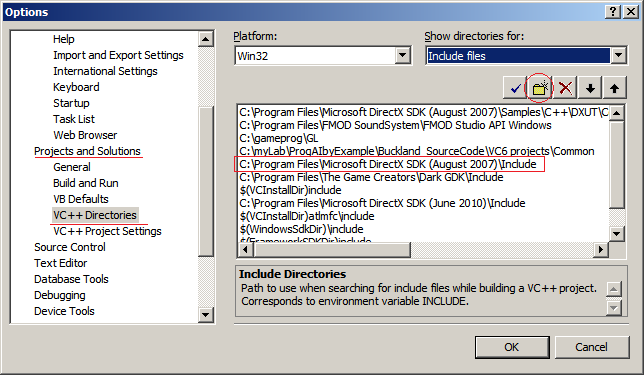 Options
Help
Import and Export Settings
International Settings
Keyboard
Startup
Task List
Web Browser
Projects and Solutions
General
Build and Run
VB Defaults
VC++ Directories
VC++ Project Settings
Source Control
Text Editor
Database Tools
Debugging
Device Tools
Platform:
Win32
Show directories for:
Include files
C:\Program Files\Microsoft DirectX SDK (August 2007)\Samples\C++\DXUT\C
C:\Program Files\FMOD SoundSystem\FMOD Studio API Windows
C:\gameprog\GL
C:\myLab\ProgAIbyExample\Buckland_SourceCode\VC6 projects\Common
C:\Program Files\Microsoft DirectX SDK (August 2007)\Include
C:\Program Files\The Game Creators\Dark GDK\Include
$(VCInstallDir)include
C:\Program Files\Microsoft DirectX SDK (June 2010)\Include
$(VCInstallDir)atlmfc\include
$(WindowsSdkDir)\include
$(FrameworkSDKDir)include
Include Directories
Path to use when searching for include files while building a VC++ project.
Corresponds to environment variable INCLUDE.
OK
Cancel